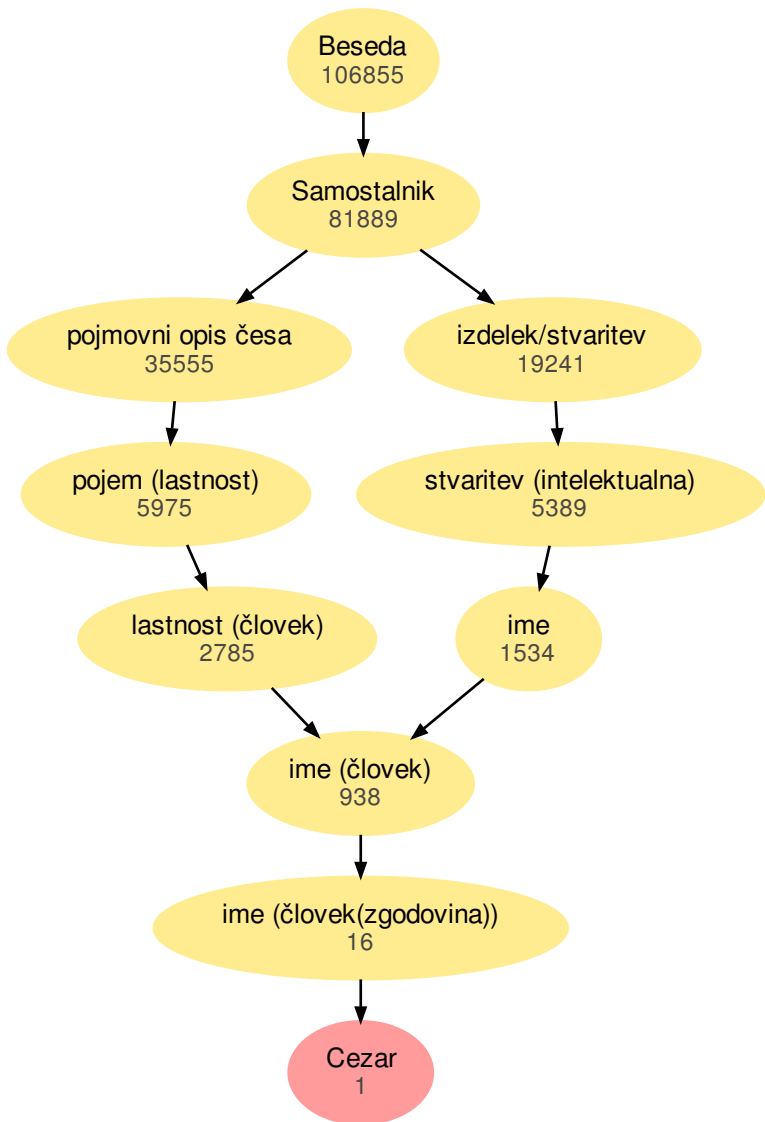 Beseda
106855
Samostalnik
81889
pojmovni opis česa
35555
izdelek/stvaritev
19241
pojem (lastnost)
5975
stvaritev (intelektualna)
5389
lastnost (človek)
2785
ime
1534
ime (človek)
938
ime (človek(zgodovina))
16
Cezar
1